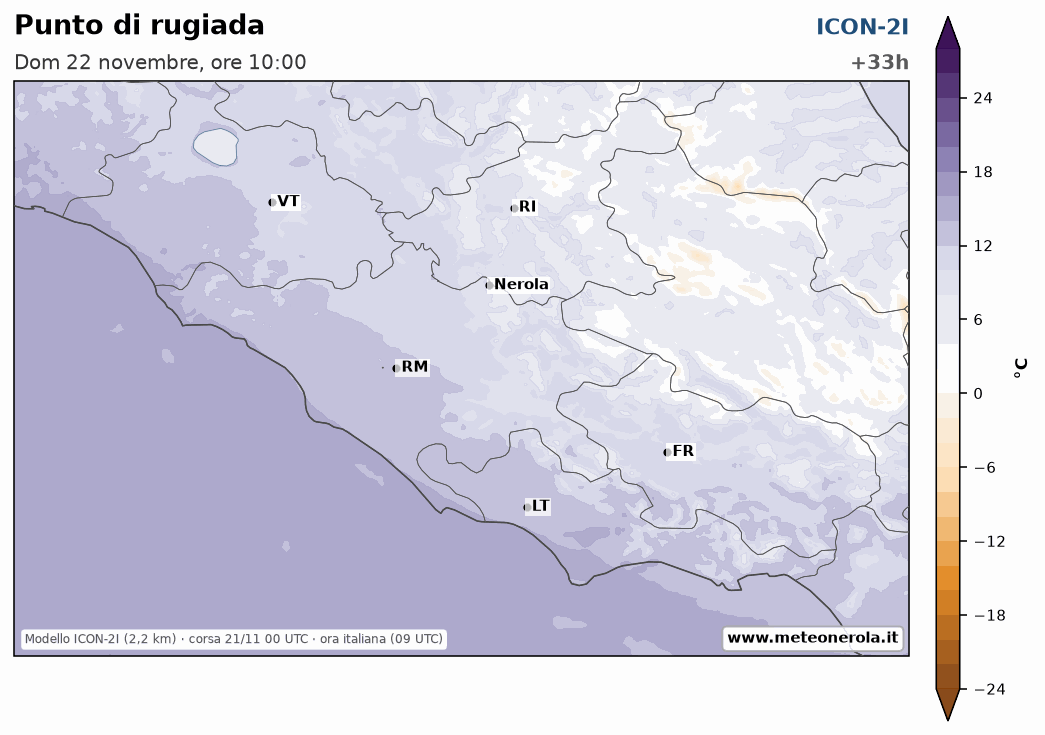 Punto di rugiada
ICON-2I
Dom 22 novembre, ore 10:00
+33h
VT
RI
Nerola
RM
FR
LT
Modello ICON-2I (2,2 km) · corsa 21/11 00 UTC · ora italiana (09 UTC)
www.meteonerola.it
24
18
12
6
0
−6
−12
−18
−24
°C